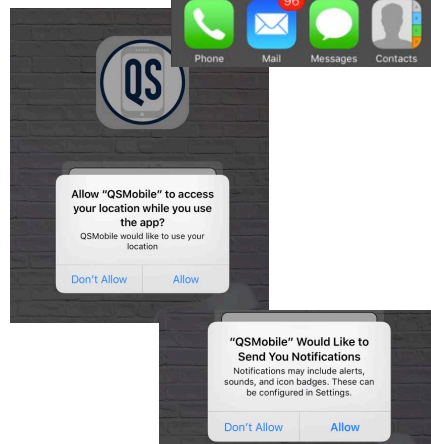 96
Phone Mail Messages Contacts
QS
Allow “QSMobile” to access
your location while you use
the app?
QSMobile would like to use your
location
Don't Allow Allow
“QSMobile” Would Like to
Send You Notifications
Notifications may include alerts,
sounds, and icon badges. These can
be configured in Settings.
Don't Allow Allow